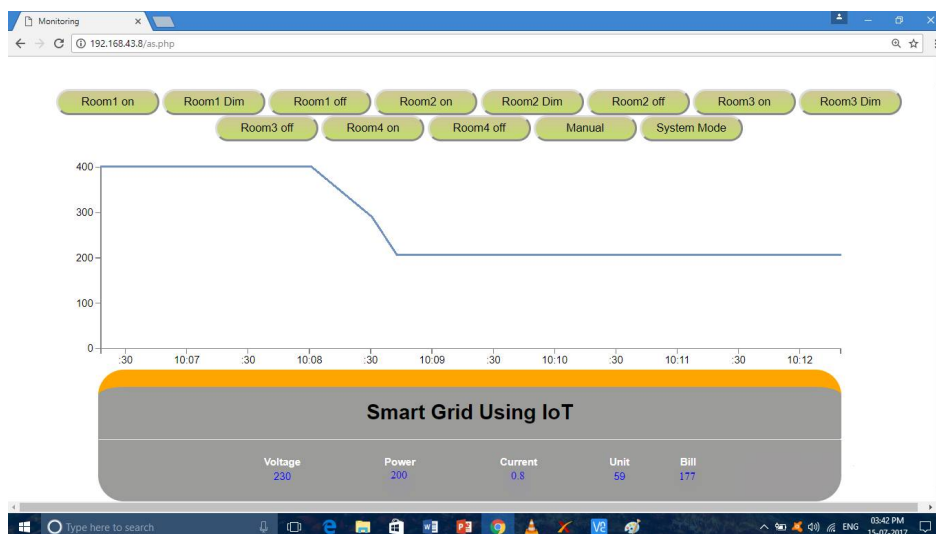 Monitoring
192.168.43.8/as.php
Room1 on Room1 Dim Room1 off Room2 on Room2 Dim Room2 off Room3 on Room3 Dim
Room3 off Room4 on Room4 off Manual System Mode
400
300
200
100
0
:30 10:07 :30 10:08 :30 10:09 :30 10:10 :30 10:11 :30 10:12
Smart Grid Using IoT
Voltage Power Current Unit Bill
230 200 0.8 59 177
Type here to search
ENG
03:42 PM
15-07-2017